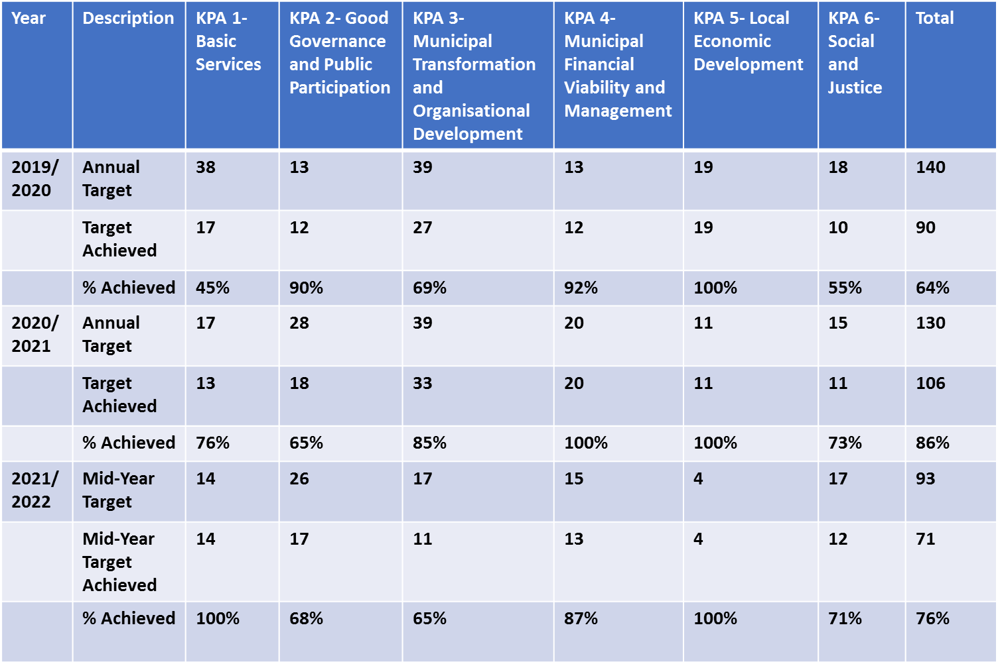 Year Description KPA 1- KPA 2- Good KPA 3- KPA 4- KPA 5- Local KPA 6- Total
Basic Governance Municipal Municipal Economic Social
Services and Public Transformation Financial Development and
Participation and Viability and Justice
Organisational Management
Development
2019/ Annual 38 13 39 13 19 18 140
2020 Target
Target 17 12 27 12 19 10 90
Achieved
% Achieved 45% 90% 69% 92% 100% 55% 64%
2020/ Annual 17 28 39 20 11 15 130
2021 Target
Target 13 18 33 20 11 11 106
Achieved
% Achieved 76% 65% 85% 100% 100% 73% 86%
2021/ Mid-Year 14 26 17 15 4 17 93
2022 Target
Mid-Year 14 17 11 13 4 12 71
Target
Achieved
% Achieved 100% 68% 65% 87% 100% 71% 76%